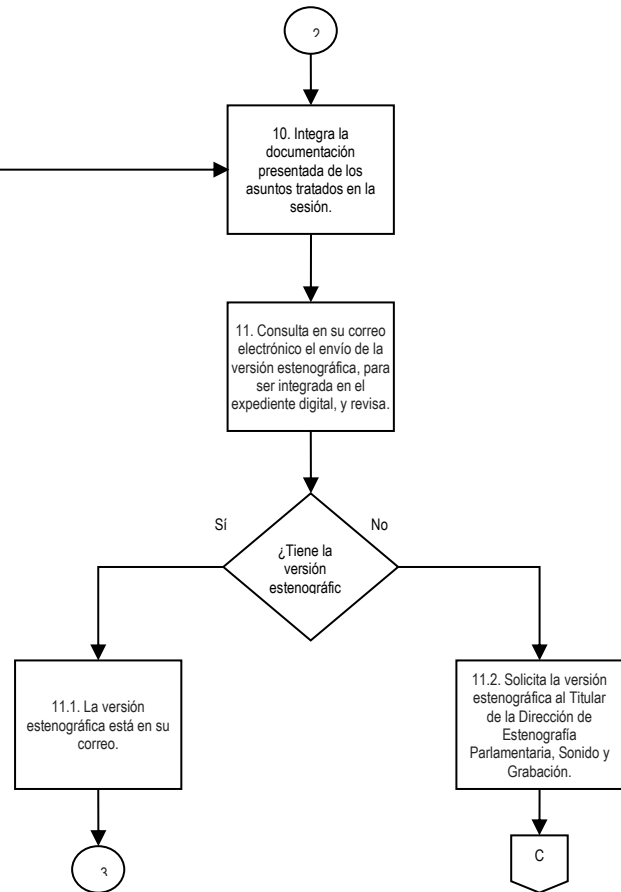 2
10. Integra la
documentación
presentada de los
asuntos tratados en la
sesión.
11. Consulta en su correo
electrónico el envío de la
versión estenográfica, para
ser integrada en el
expediente digital, y revisa.
Sí
No
¿Tiene la
versión
estenográfic
11.1. La versión
estenográfica está en su
correo.
11.2. Solicita la versión
estenográfica al Titular
de la Dirección de
Estenografía
Parlamentaria, Sonido y
Grabación.
3
C